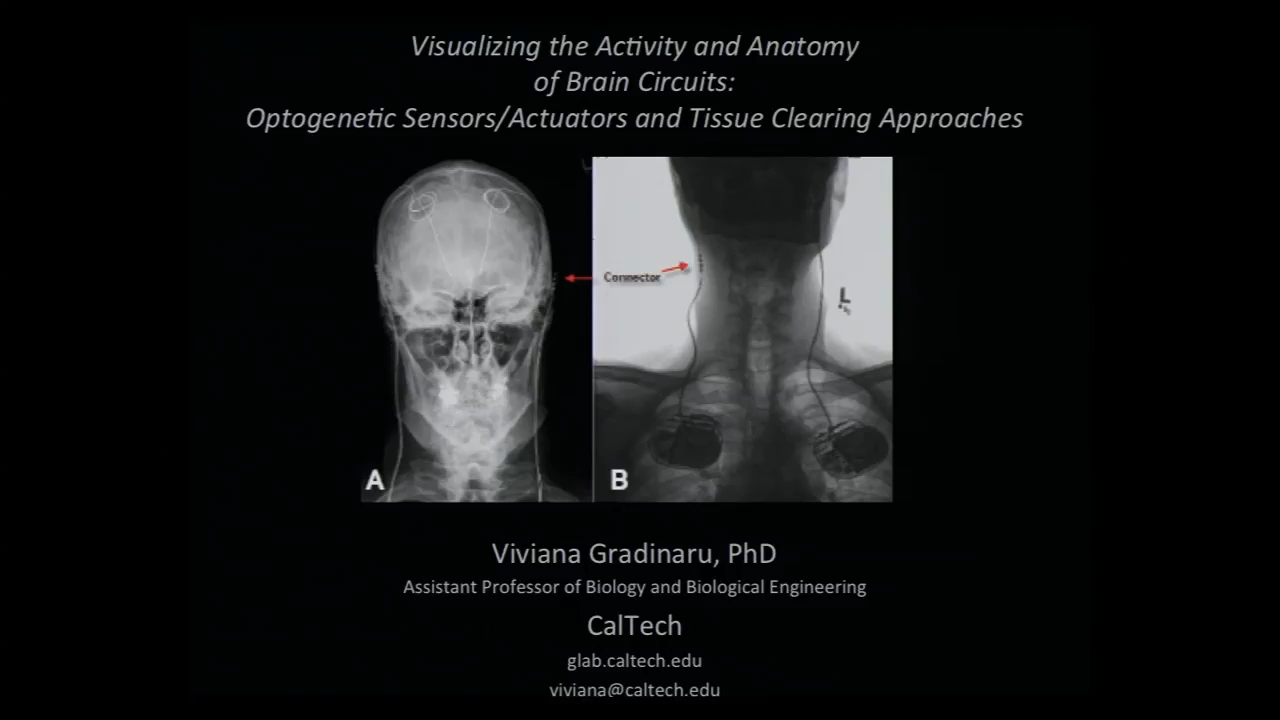 Visualizing the Activity and Anatomy
of Brain Circuits:
Optogenetic Sensors/Actuators and Tissue Clearing Approaches
Connector
L
A
B
Viviana Gradinaru, PhD
Assistant Professor of Biology and Biological Engineering
CalTech
glab.caltech.edu
viviana@caltech.edu